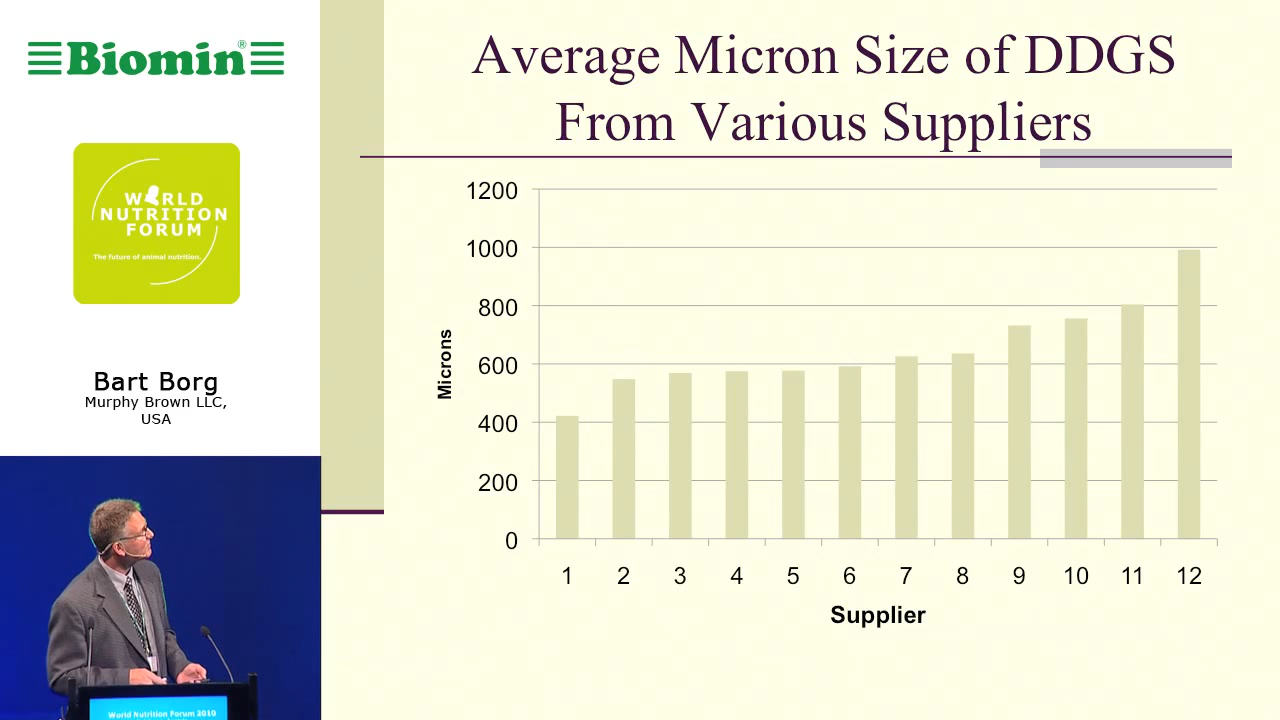 Biomin®
WORLD
NUTRITION
FORUM
The future of animal nutrition.
Bart Borg
Murphy Brown LLC,
USA
World Nutrition Forum 2010
Average Micron Size of DDGS
From Various Suppliers
Microns
1200
1000
800
600
400
200
0
1 2 3 4 5 6 7 8 9 10 11 12
Supplier